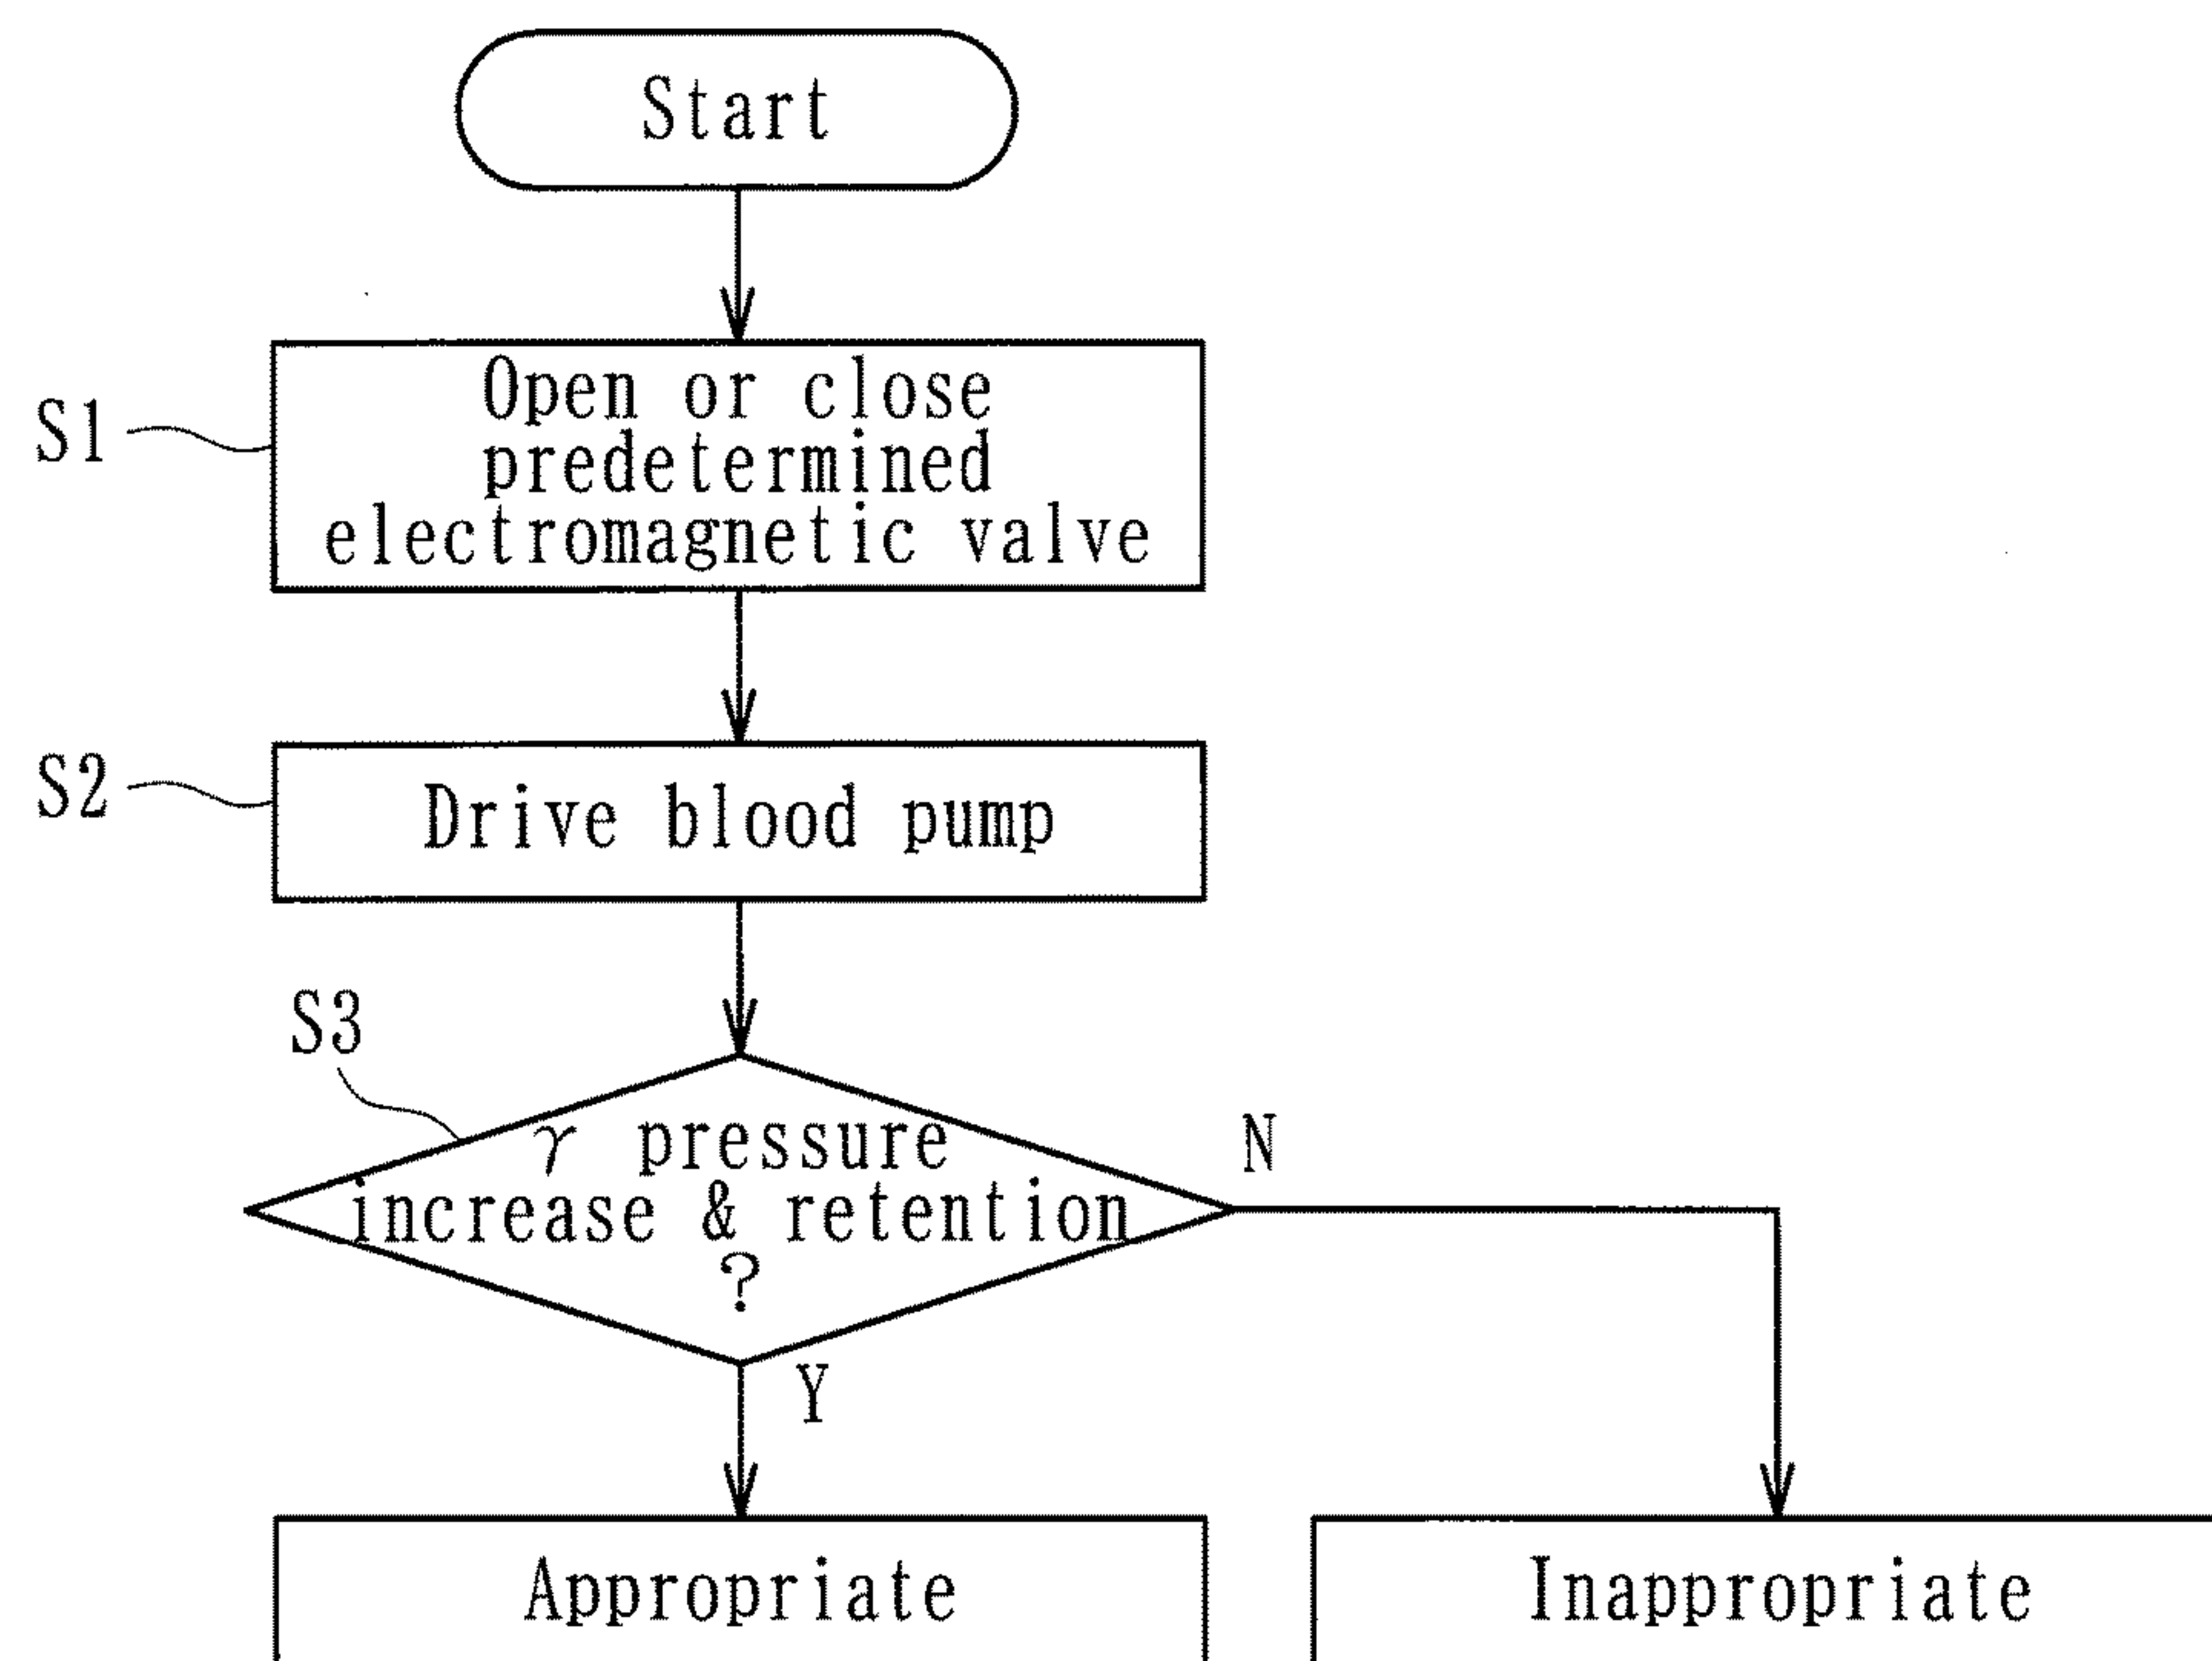 Start
S1
Open or close
predetermined
electromagnetic valve
S2
Drive blood pump
S3
γ pressure
increase & retention
?
N
Y
Appropriate
Inappropriate